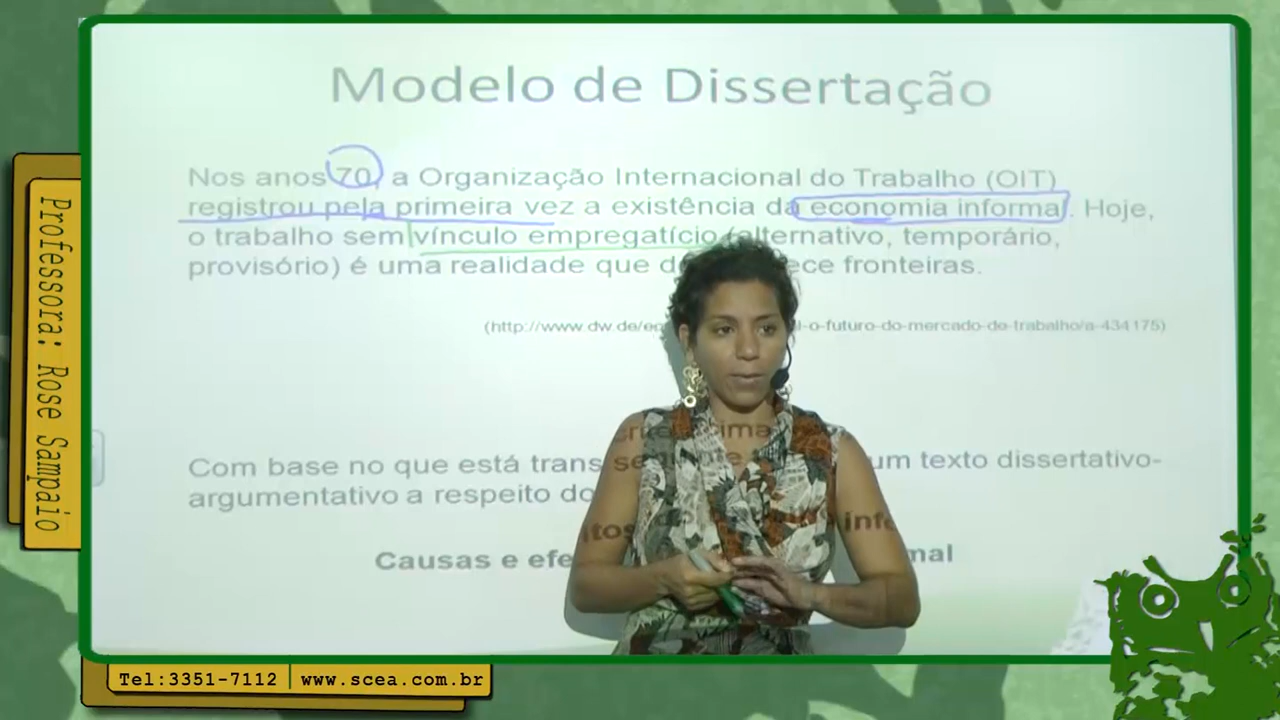 Modelo de Dissertação
Nos anos 70, a Organização Internacional do Trabalho (OIT)
registrou pela primeira vez a existência da economia informal. Hoje,
o trabalho sem vínculo empregatício (alternativo, temporário,
provisório) é uma realidade que ece fronteiras.
(http://www.dw.de/ec l-o-futuro-do-mercado-de-trabalho/a-434175)
Com base no que está trans um texto dissertativo-
argumentativo a respeito do
Causas e efe mal
Professora: Rose Sampaio
Tel:3351-7112 www.scea.com.br